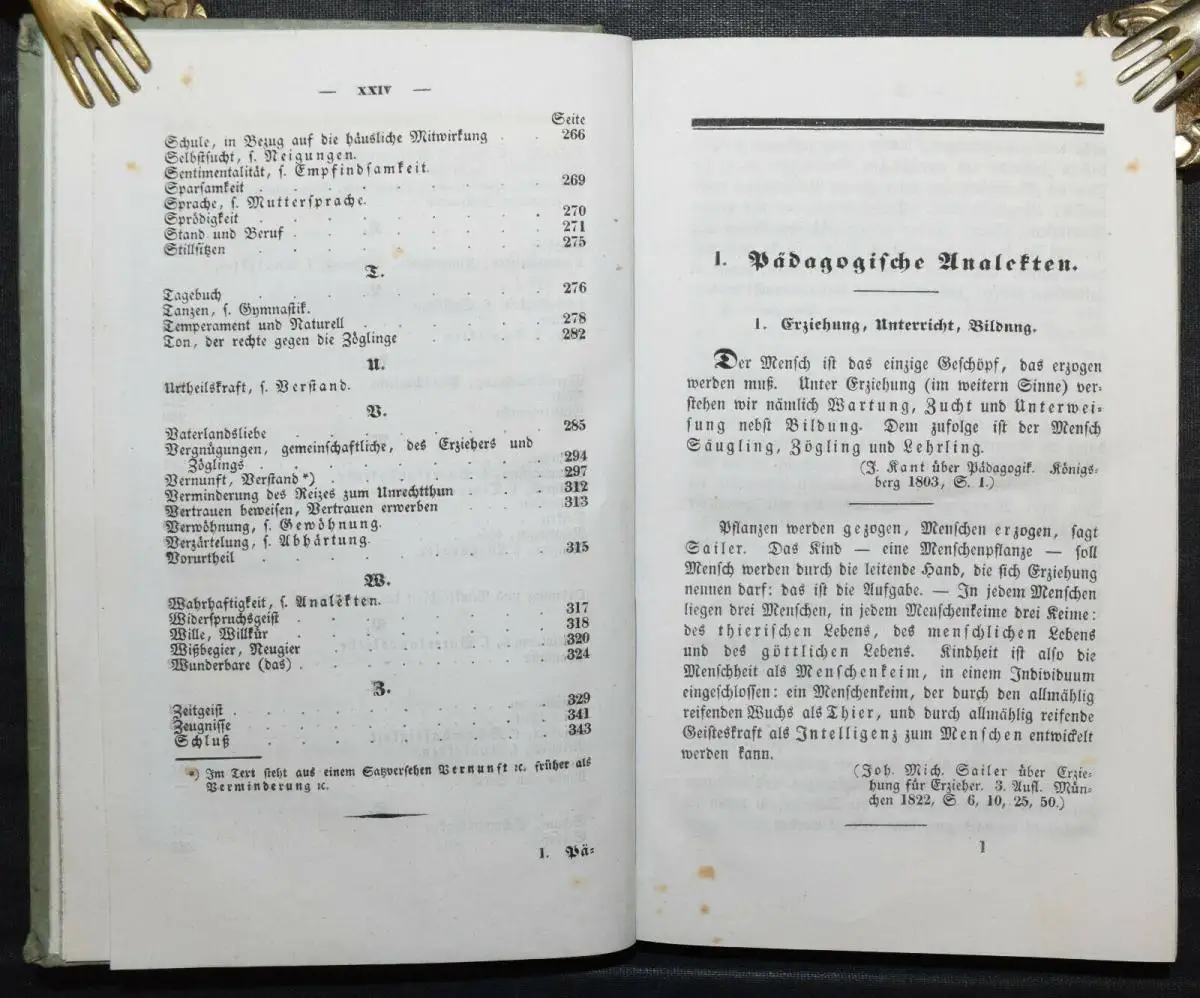 — XXIV —
Seite
Schule, in Bezug auf die häusliche Mitwirkung . . 266
Selbstsucht, s. Neigungen.
Sentimentalität, s. Empfindsamkeit.
Sparsamkeit . . . . . . . . 269
Sprache, s. Muttersprache.
Sprödigkeit . . . . . . . . 270
Stand und Beruf . . . . . . . 271
Stillsitzen . . . . . . . . 275
T.
Tagebuch . . . . . . . . 276
Tanzen, s. Gymnastik.
Temperament und Naturell . . . . . . 278
Ton, der rechte gegen die Zöglinge . . . . 282
U.
Urtheilskraft, s. Verstand.
V.
Vaterlandsliebe . . . . . . . . 285
Vergnügungen, gemeinschaftliche, des Erziehers und
Zöglings . . . . . . . . 294
Vernunft, Verstand *) . . . . . . 297
Verminderung des Reizes zum Unrechtthun . . . 312
Vertrauen beweisen, Vertrauen erwerben . . . 313
Verwöhnung, s. Gewöhnung.
Verzärtelung, s. Abhärtung.
Vorurtheil . . . . . . . . 315
W.
Wahrhaftigkeit, s. Analekten.
Widerspruchsgeist . . . . . . . 317
Wille, Willkür . . . . . . . 318
Wißbegier, Neugier . . . . . . 320
Wunderbare (das) . . . . . . . 324
Z.
Zeitgeist . . . . . . . . 329
Zeugnisse . . . . . . . . 341
Schluß . . . . . . . . 343
*) Im Text steht aus einem Satzversehen Vernunft ꝛc. früher als
Verminderung ꝛc.
I. Pä-
I. Pädagogische Analekten.
1. Erziehung, Unterricht, Bildnng.
Der Mensch ist das einzige Geschöpf, das erzogen
werden muß. Unter Erziehung (im weitern Sinne) ver-
stehen wir nämlich Wartung, Zucht und Unterwei-
sung nebst Bildung. Dem zufolge ist der Mensch
Säugling, Zögling und Lehrling.
(J. Kant über Pädagogik. Königs-
berg 1803, S. 1.)
Pflanzen werden gezogen, Menschen erzogen, sagt
Sailer. Das Kind — eine Menschenpflanze — soll
Mensch werden durch die leitende Hand, die sich Erziehung
nennen darf: das ist die Aufgabe. — In jedem Menschen
liegen drei Menschen, in jedem Menschenkeime drei Keime:
des thierischen Lebens, des menschlichen Lebens
und des göttlichen Lebens. Kindheit ist also die
Menschheit als Menschenkeim, in einem Individuum
eingeschlossen: ein Menschenkeim, der durch den allmählig
reifenden Wuchs als Thier, und durch allmählig reifende
Geisteskraft als Intelligenz zum Menschen entwickelt
werden kann.
(Joh. Mich. Sailer über Erzie-
hung für Erzieher. 3. Aufl. Mün-
chen 1822, S 6, 10, 25, 50.)
1